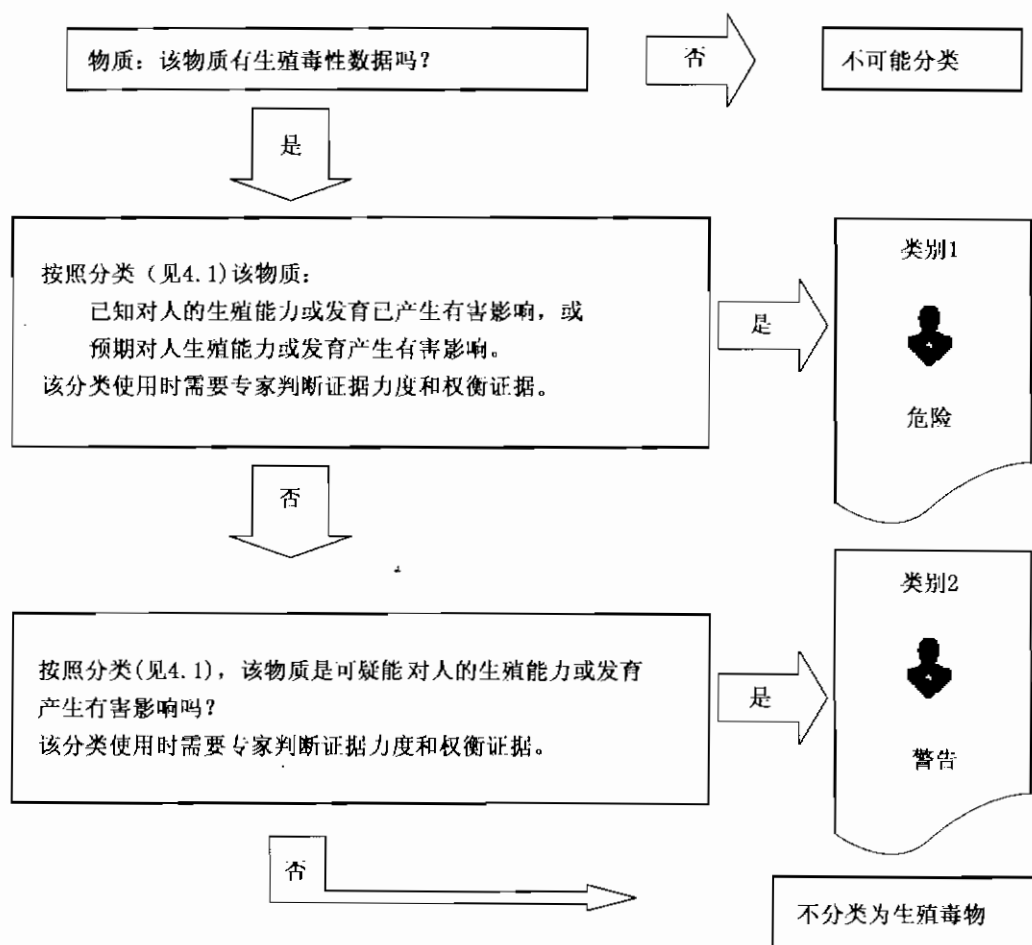 物质：该物质有生殖毒性数据吗？
否
不可能分类
是
按照分类（见4.1)该物质：
已知对人的生殖能力或发育已产生有害影响，或
预期对人生殖能力或发育产生有害影响。
该分类使用时需要专家判断证据力度和权衡证据。
是
类别1
危险
否
按照分类(见4.1)，该物质是可疑能对人的生殖能力或发育
产生有害影响吗？
该分类使用时需要专家判断证据力度和权衡证据。
是
类别2
警告
否
不分类为生殖毒物